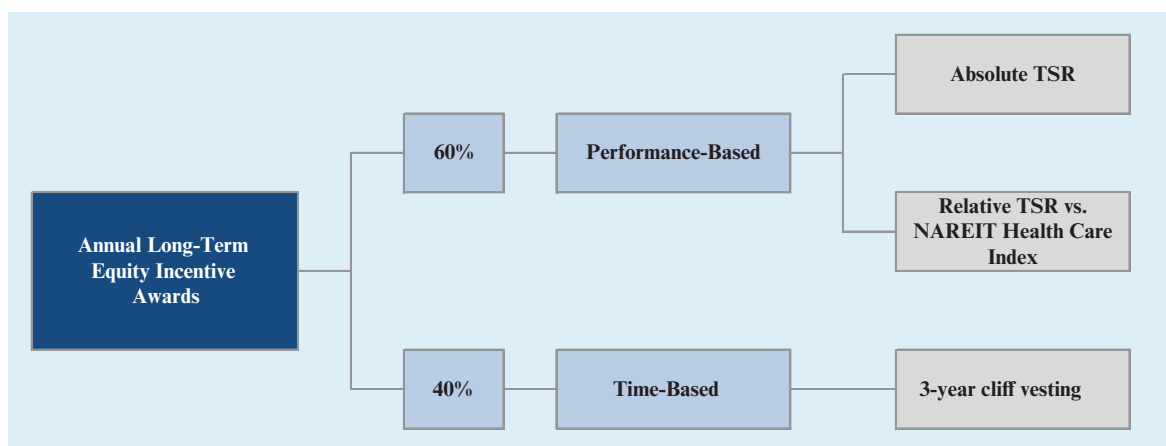 Annual Long-Term
Equity Incentive
Awards
60%
Performance-Based
Absolute TSR
Relative TSR vs.
NAREIT Health Care
Index
40%
Time-Based
3-year cliff vesting